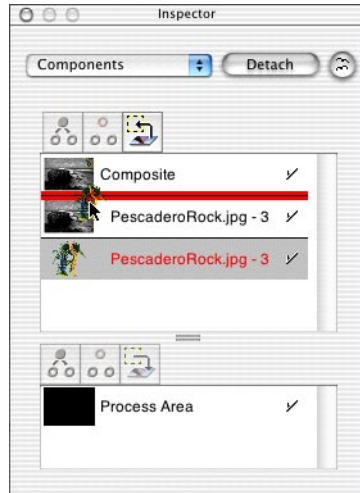 Inspector
Components
Detach
Composite
PescaderoRock.jpg - 3
PescaderoRock.jpg - 3
Process Area